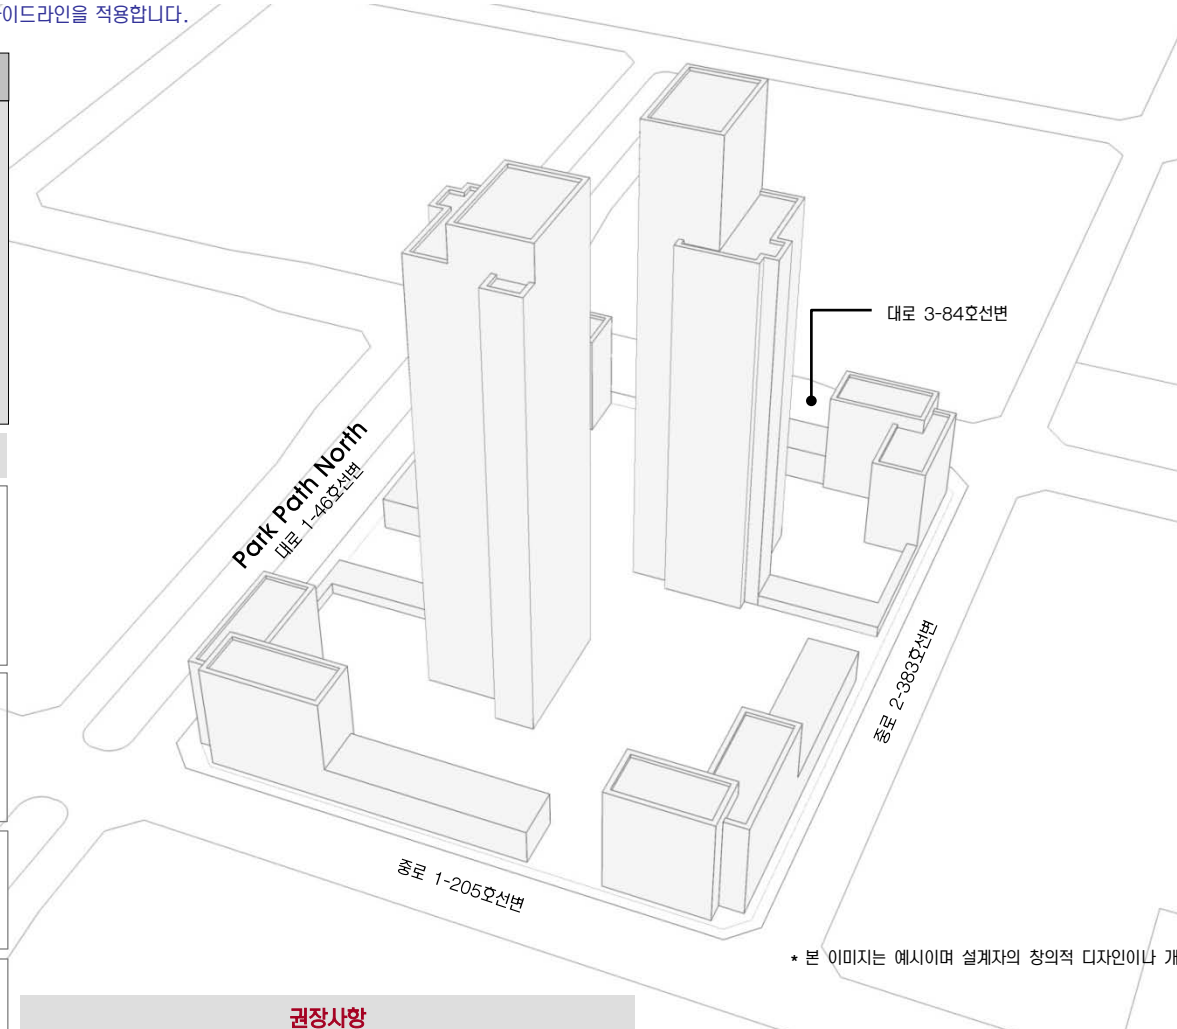 이드라인을 적용합니다.
대로 3-84호선변
Park Path North
대로 1-46호선변
중로 2-383호선변
중로 1-205호선변
* 본 이미지는 예시이며 설계자의 창의적 디자인이나 개
권장사항